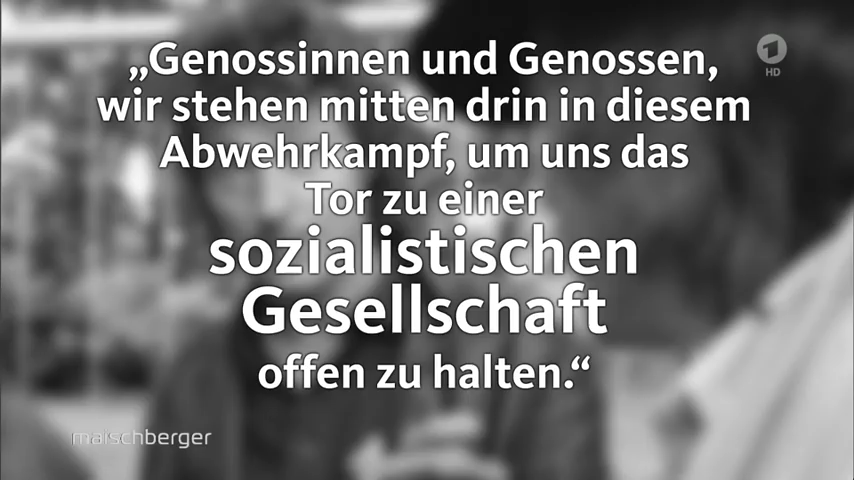 „Genossinnen und Genossen,
wir stehen mitten drin in diesem
Abwehrkampf, um uns das
Tor zu einer
sozialistischen
Gesellschaft
offen zu halten.“
1
HD
maischberger